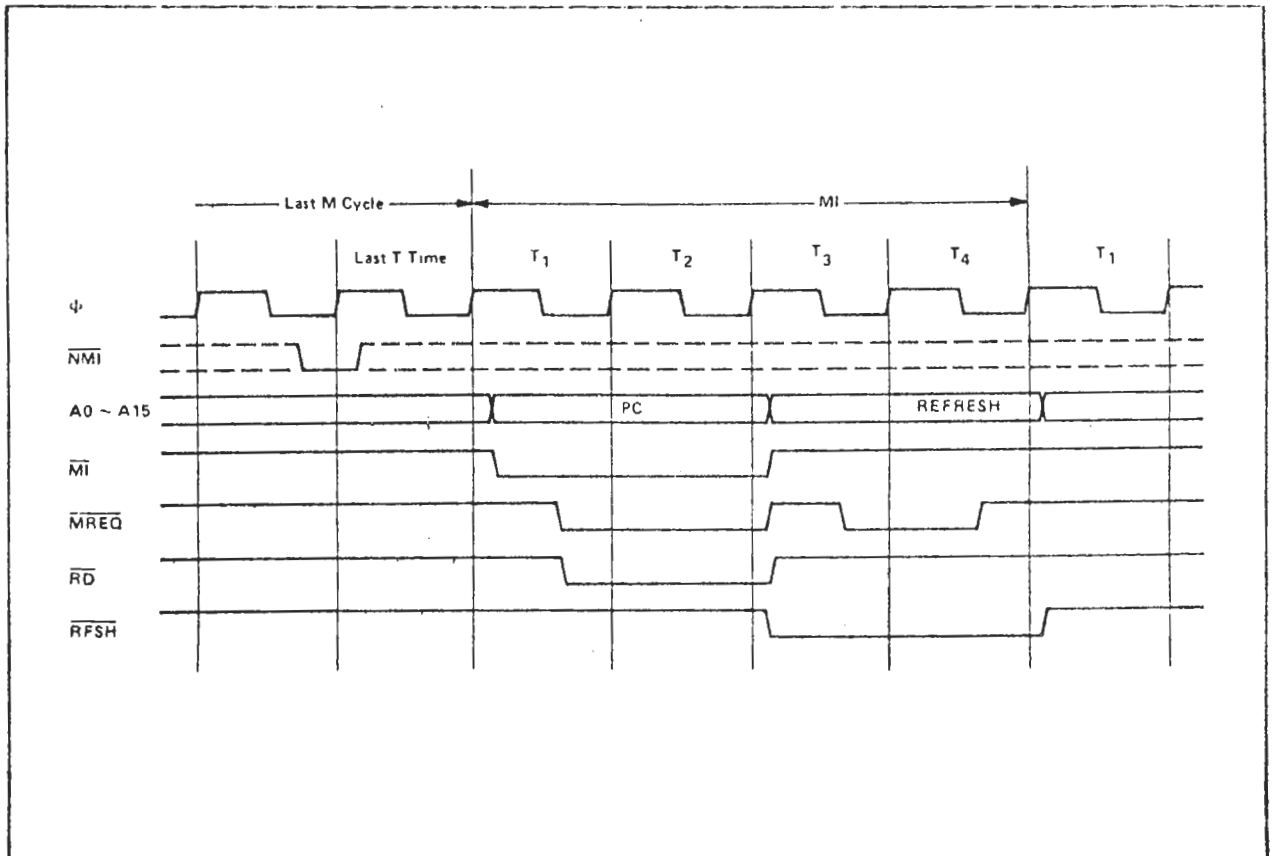 Last M Cycle MI
Last T Time T1 T2 T3 T4 T1
φ
NMI
A0 ~ A15 PC REFRESH
MI
MREQ
RD
RFSH